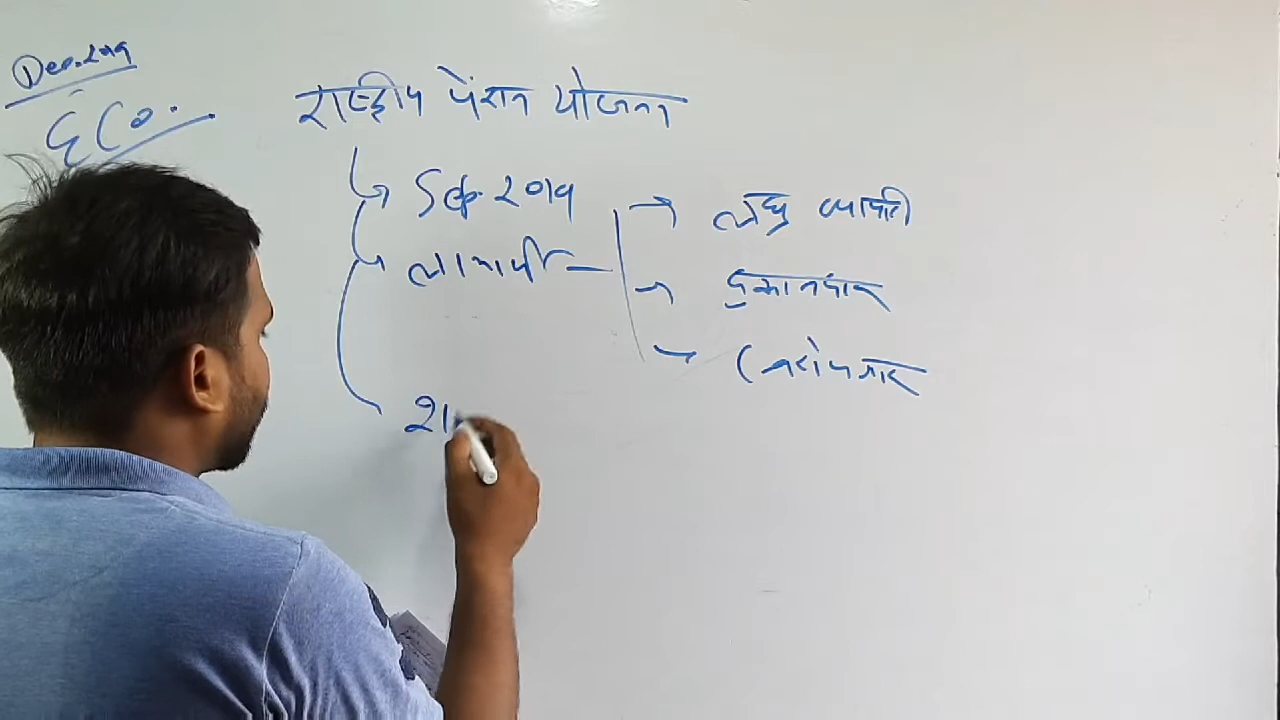 Dec. 2019
ECO.
राष्ट्रीय पेंशन योजना
Sep. 2019
लाभार्थी
लघु व्यापारी
दुकानदार
स्वरोजगार
शा